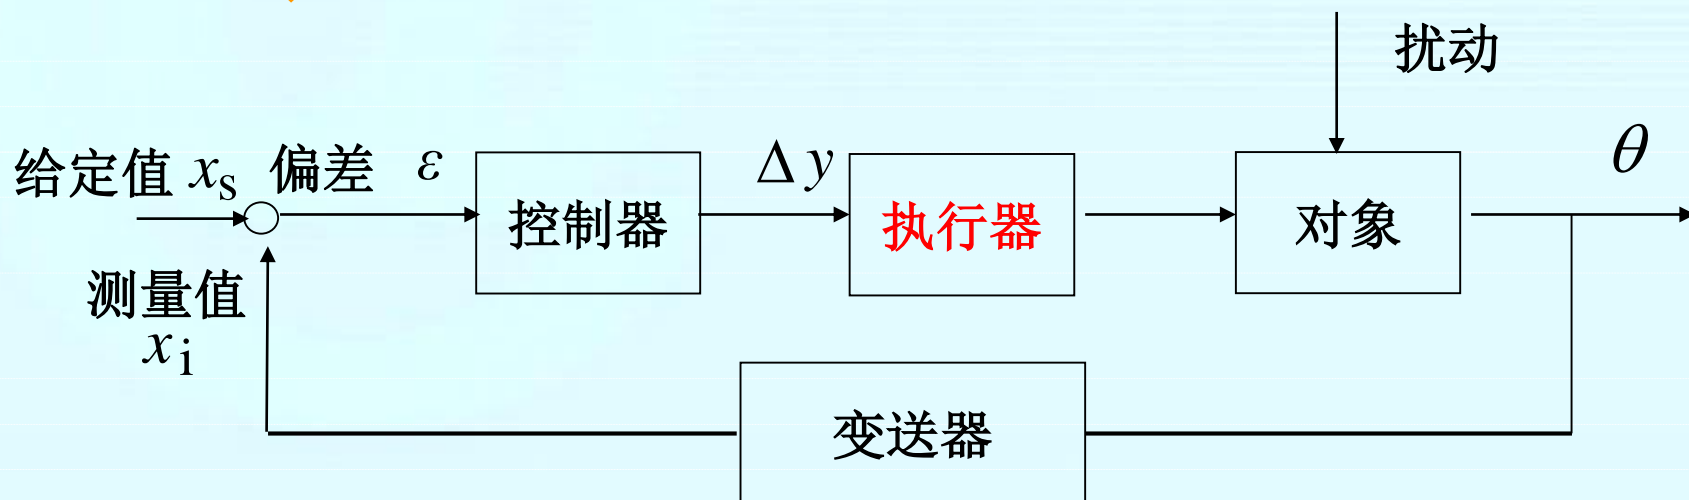 扰动
给定值 xs 偏差 ε
Δy
θ
控制器
执行器
对象
测量值
xi
变送器